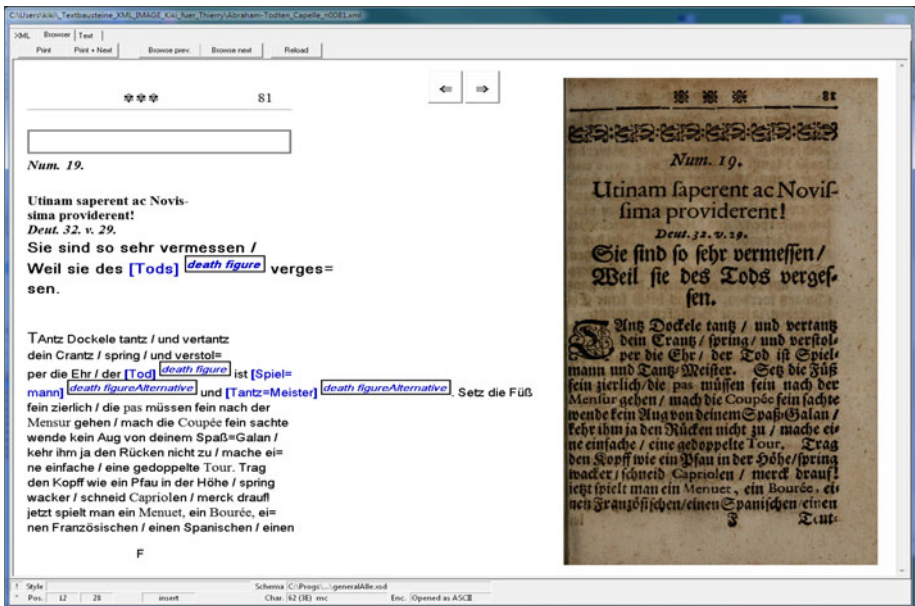 C:\Users\kiki\_Textbausteine_XML_IMAGE_Kiki_fuer_Thierry\Abraham-Todten_Capelle_n0081.xml
XML Browser Text
Print Print + Next Browse prev. Browse next Reload
✾ ✾ ✾ 81
Num. 19.
Utinam saperent ac Novis-
sima providerent!
Deut. 32. v. 29.
Sie sind so sehr vermessen /
Weil sie des [Tods] death figure verges=
sen.
TAntz Dockele tantz / und vertantz
dein Crantz / spring / und verstol=
per die Ehr / der [Tod] death figure ist [Spiel=
mann] death figureAlternative und [Tantz=Meister] death figureAlternative . Setz die Füß
fein zierlich / die pas müssen fein nach der
Mensur gehen / mach die Coupée fein sachte
wende kein Aug von deinem Spaß=Galan /
kehr ihm ja den Rücken nicht zu / mache ei=
ne einfache / eine gedoppelte Tour. Trag
den Kopff wie ein Pfau in der Höhe / spring
wacker / schneid Capriolen / merck drauf!
jetzt spielt man ein Menuet, ein Bourée, ei=
nen Französischen / einen Spanischen / einen
F
81
Num. 19.
Utinam ſaperent ac Noviſ-
ſima providerent!
Deut. 32. v. 29.
Sie ſind ſo ſehr vermeſſen /
Weil ſie des Tods vergeſ-
ſen.
TAntz Dockele tantz / und vertantz
dein Crantz / ſpring / und verſtol-
per die Ehr / der Tod iſt Spiel-
mann und Tantz-Meiſter. Setz die Füß
fein zierlich / die pas müſſen fein nach der
Menſur gehen / mach die Coupée fein ſachte
wende kein Aug von deinem Spaß-Galan /
kehr ihm ja den Rücken nicht zu / mache ei-
ne einfache / eine gedoppelte Tour. Trag
den Kopff wie ein Pfau in der Höhe / ſpring
wacker / ſchneid Capriolen / merck drauf!
jetzt ſpielt man ein Menuet, ein Bourée, ei-
nen Franzöſiſchen / einen Spaniſchen / einen
F Teut-
! Style Schema C:\Progs\...\generalAlle.xsd
* Pos. 12 28 insert Char. 62 (3E) mc Enc. Opened as ASCII